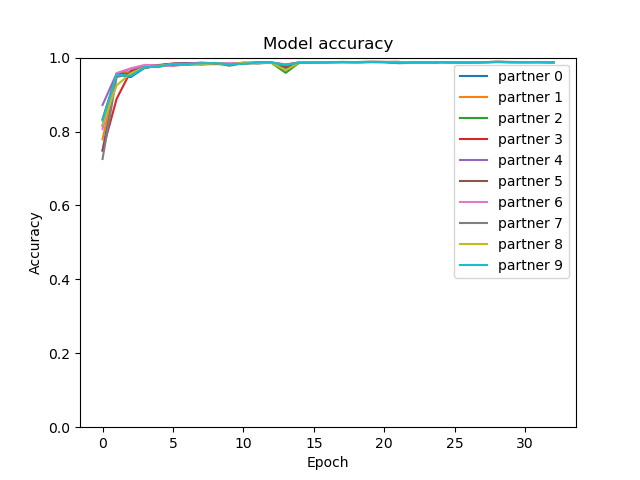 Model accuracy
1.0
0.8
0.6
0.4
0.2
0.0
Accuracy
0
5
10
15
20
25
30
Epoch
partner 0
partner 1
partner 2
partner 3
partner 4
partner 5
partner 6
partner 7
partner 8
partner 9